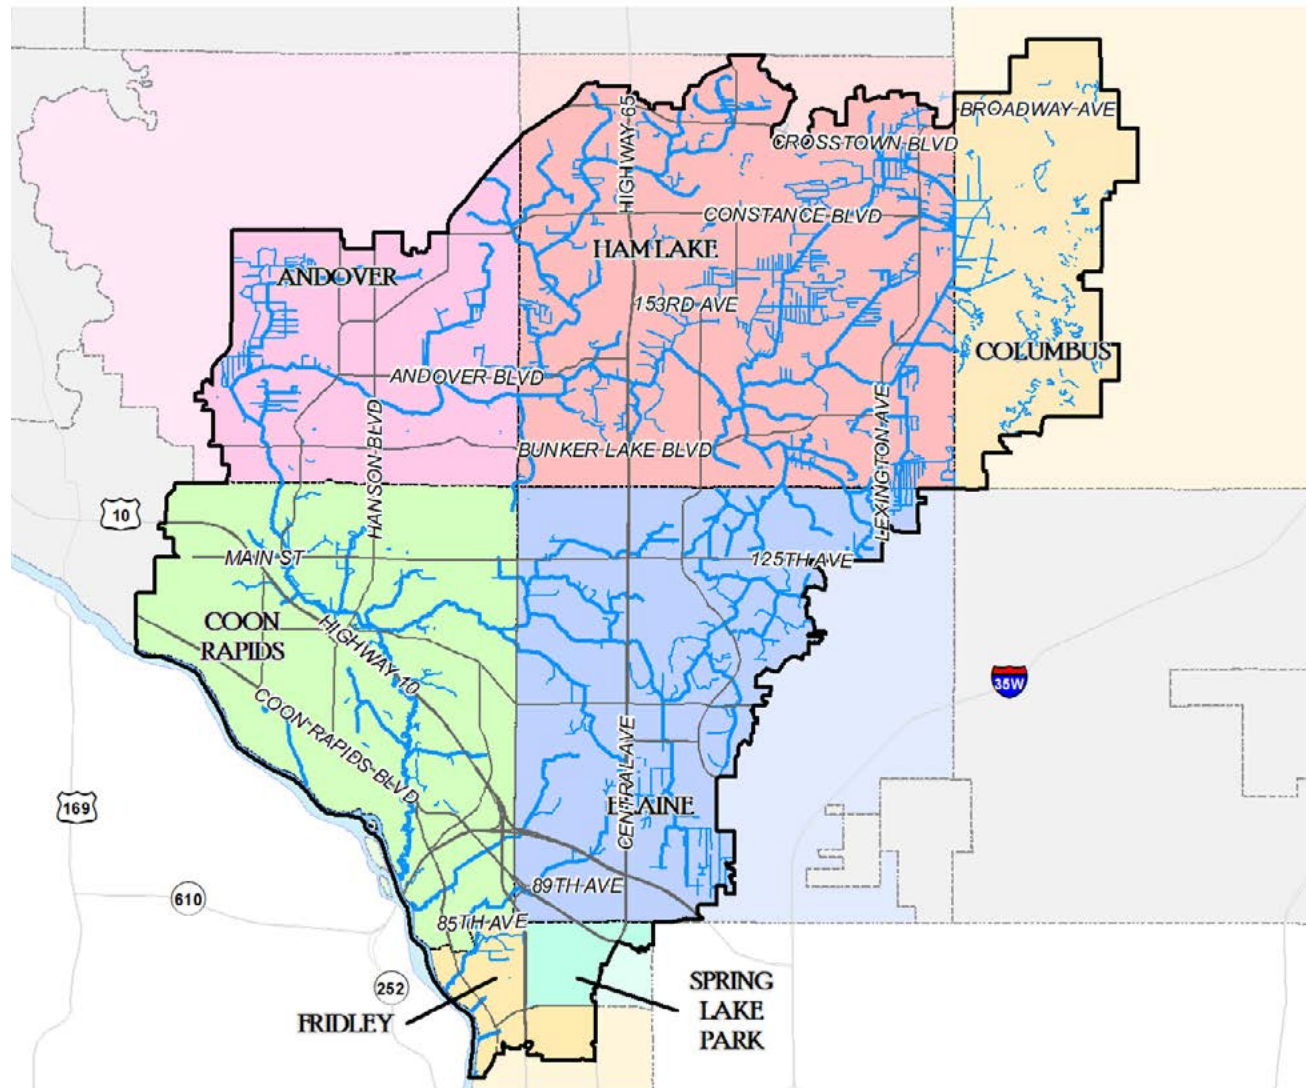 BROADWAY AVE
HIGHWAY 65
CROSSTOWN BLVD
CONSTANCE BLVD
HAM LAKE
ANDOVER
153RD AVE
COLUMBUS
ANDOVER BLVD
HANSON BLVD
LEXINGTON AVE
BUNKER LAKE BLVD
10
MAIN ST
125TH AVE
COON
RAPIDS
HIGHWAY 10
35W
COON RAPIDS BLVD
CENTRAL AVE
169
BLAINE
610
89TH AVE
85TH AVE
252
FRIDLEY
SPRING
LAKE
PARK